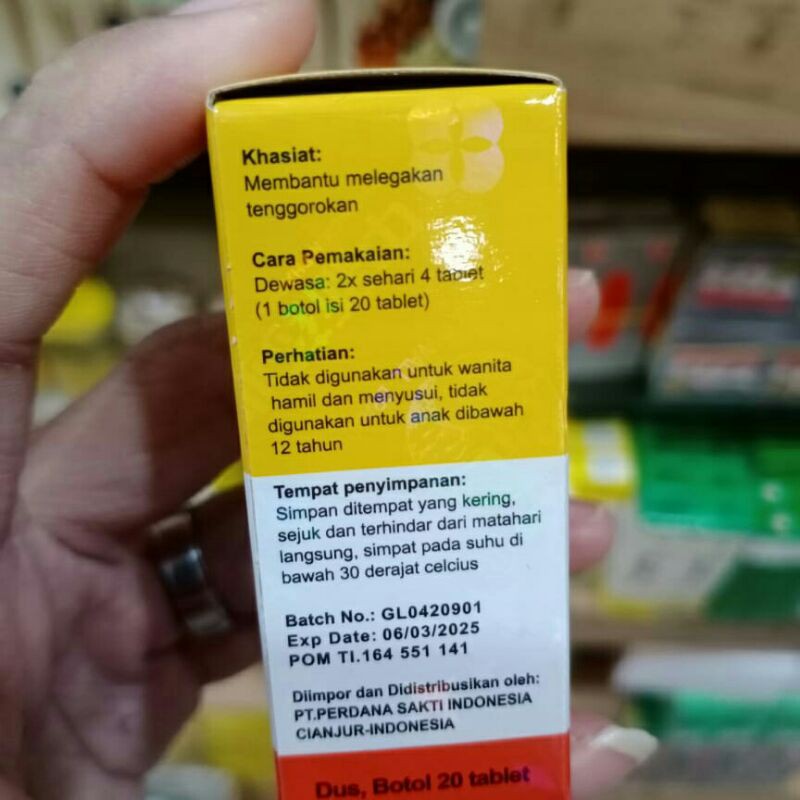 Khasiat:
Membantu melegakan
tenggorokan
Cara Pemakaian:
Dewasa: 2x sehari 4 tablet
(1 botol isi 20 tablet)
Perhatian:
Tidak digunakan untuk wanita
hamil dan menyusui, tidak
digunakan untuk anak dibawah
12 tahun
Tempat penyimpanan:
Simpan ditempat yang kering,
sejuk dan terhindar dari matahari
langsung, simpat pada suhu di
bawah 30 derajat celcius
Batch No.: GL0420901
Exp Date: 06/03/2025
POM TI.164 551 141
Diimpor dan Didistribusikan oleh:
PT.PERDANA SAKTI INDONESIA
CIANJUR-INDONESIA
Dus, Botol 20 tablet